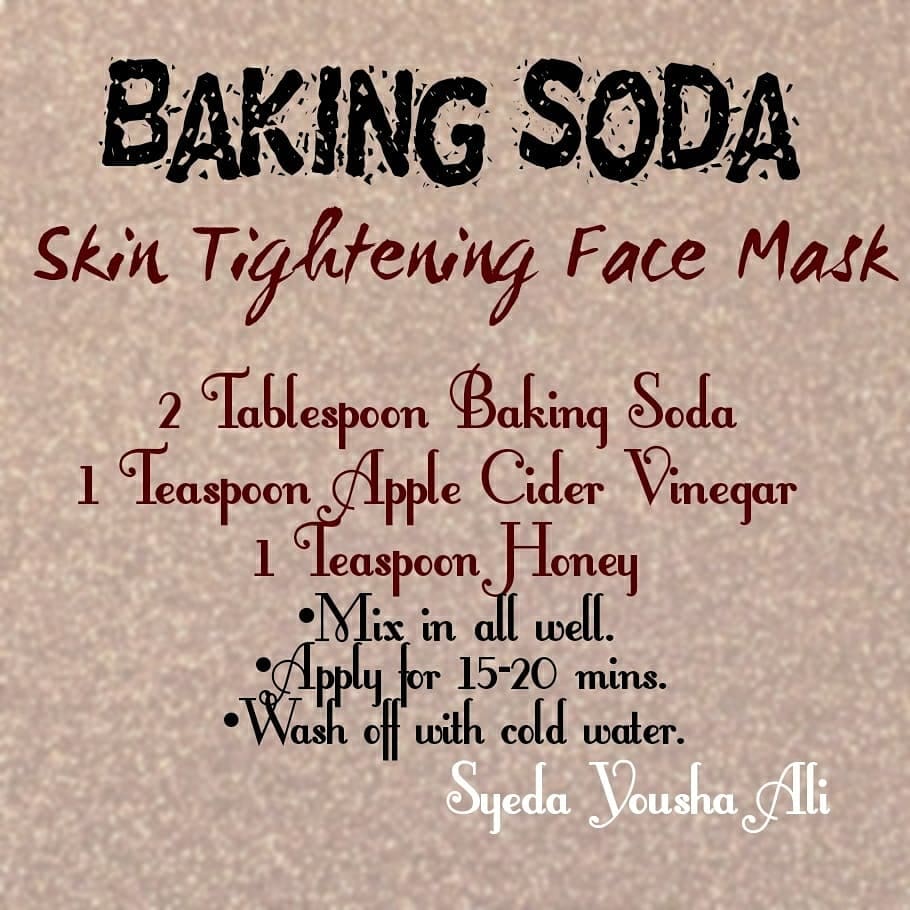 BAKING SODA
Skin Tightening Face Mask
2 Tablespoon Baking Soda
1 Teaspoon Apple Cider Vinegar
1 Teaspoon Honey
•Mix in all well.
•Apply for 15-20 mins.
•Wash off with cold water.
Syeda Yousha Ali